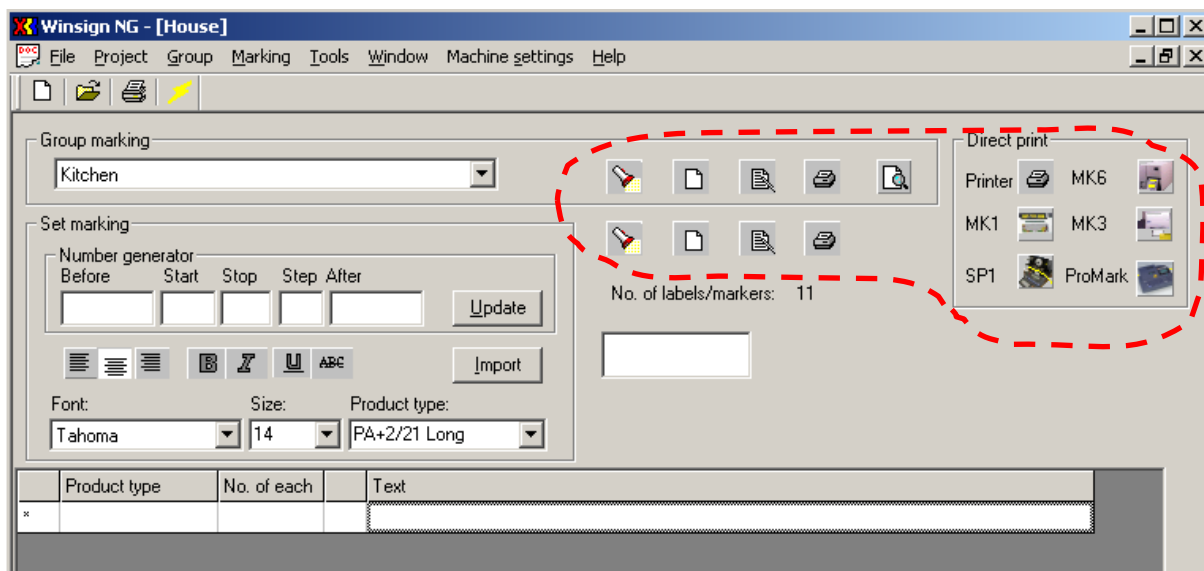 Winsign NG - [House]
File Project Group Marking Tools Window Machine settings Help
Group marking
Kitchen
Direct print
Printer MK6
MK1 MK3
SP1 ProMark
Set marking
Number generator
Before Start Stop Step After
Update
No. of labels/markers: 11
B I U ABC
Import
Font: Size: Product type:
Tahoma 14 PA+2/21 Long
Product type No. of each Text
*